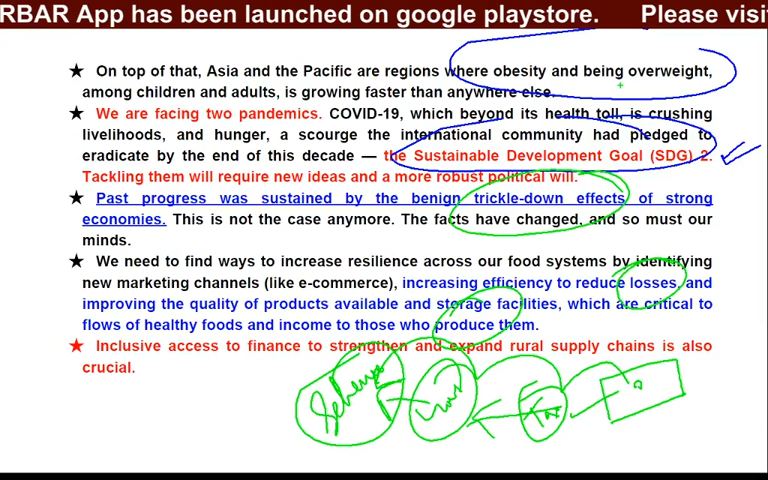 RBAR App has been launched on google playstore. Please visit
★ On top of that, Asia and the Pacific are regions where obesity and being overweight,
among children and adults, is growing faster than anywhere else.
★ We are facing two pandemics. COVID-19, which beyond its health toll, is crushing
livelihoods, and hunger, a scourge the international community had pledged to
eradicate by the end of this decade — the Sustainable Development Goal (SDG) 2.
Tackling them will require new ideas and a more robust political will.
★ Past progress was sustained by the benign trickle-down effects of strong
economies. This is not the case anymore. The facts have changed, and so must our
minds.
★ We need to find ways to increase resilience across our food systems by identifying
new marketing channels (like e-commerce), increasing efficiency to reduce losses, and
improving the quality of products available and storage facilities, which are critical to
flows of healthy foods and income to those who produce them.
★ Inclusive access to finance to strengthen and expand rural supply chains is also
crucial.